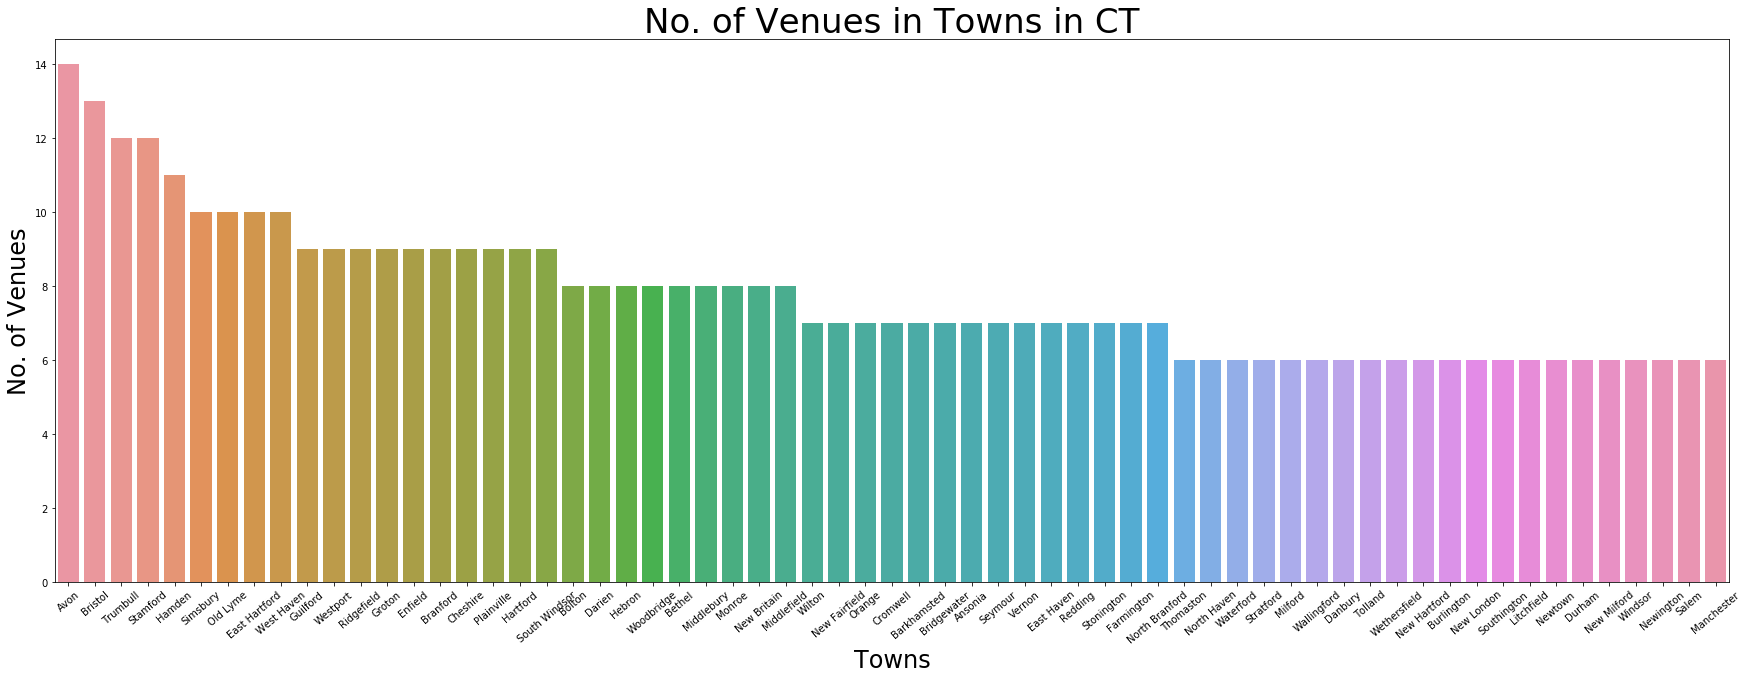 No. of Venues in Towns in CT
No. of Venues
14
12
10
8
6
4
2
0
Avon
Bristol
Trumbull
Stamford
Hamden
Simsbury
Old Lyme
East Hartford
West Haven
Guilford
Westport
Ridgefield
Groton
Enfield
Branford
Cheshire
Plainville
Hartford
South Windsor
Bolton
Darien
Hebron
Woodbridge
Bethel
Middlebury
Monroe
New Britain
Middlefield
Wilton
New Fairfield
Orange
Cromwell
Barkhamsted
Bridgewater
Ansonia
Seymour
Vernon
East Haven
Redding
Stonington
Farmington
North Branford
Thomaston
North Haven
Waterford
Stratford
Milford
Wallingford
Danbury
Tolland
Wethersfield
New Hartford
Burlington
New London
Southington
Litchfield
Newtown
Durham
New Milford
Windsor
Newington
Salem
Manchester
Towns